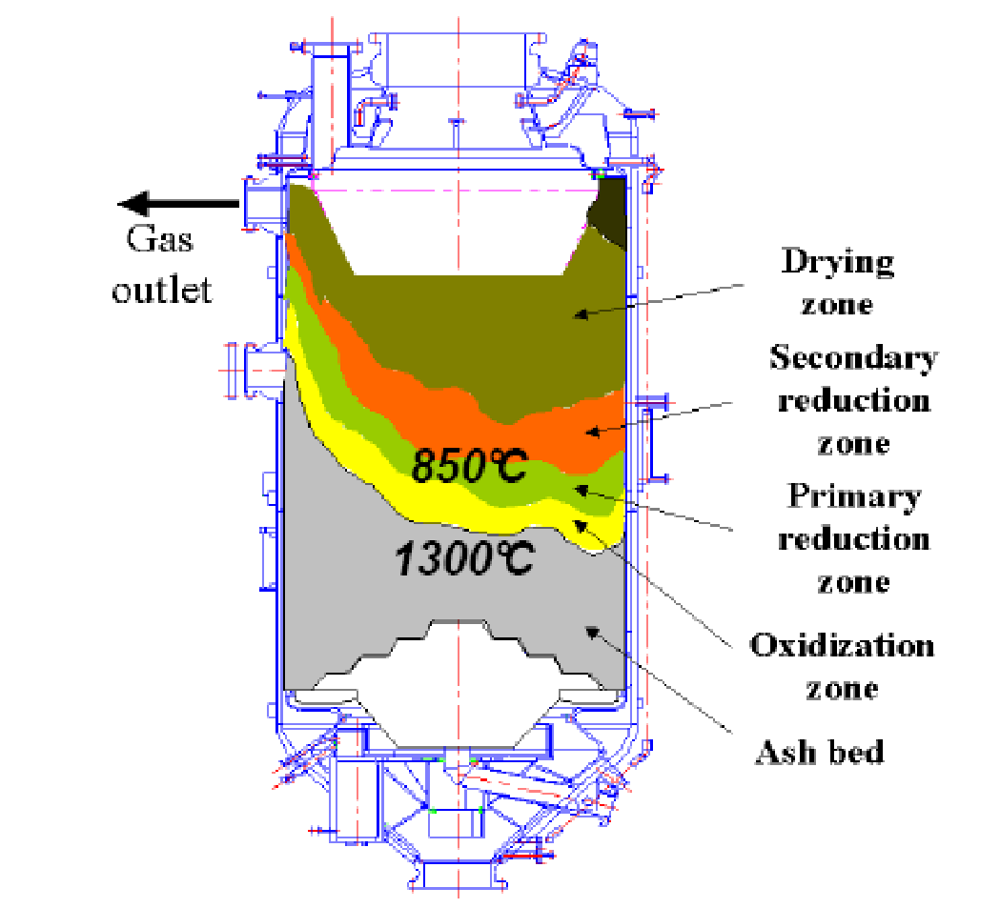 Gas
outlet
Drying
zone
Secondary
reduction
zone
850°C
Primary
reduction
zone
1300°C
Oxidization
zone
Ash bed